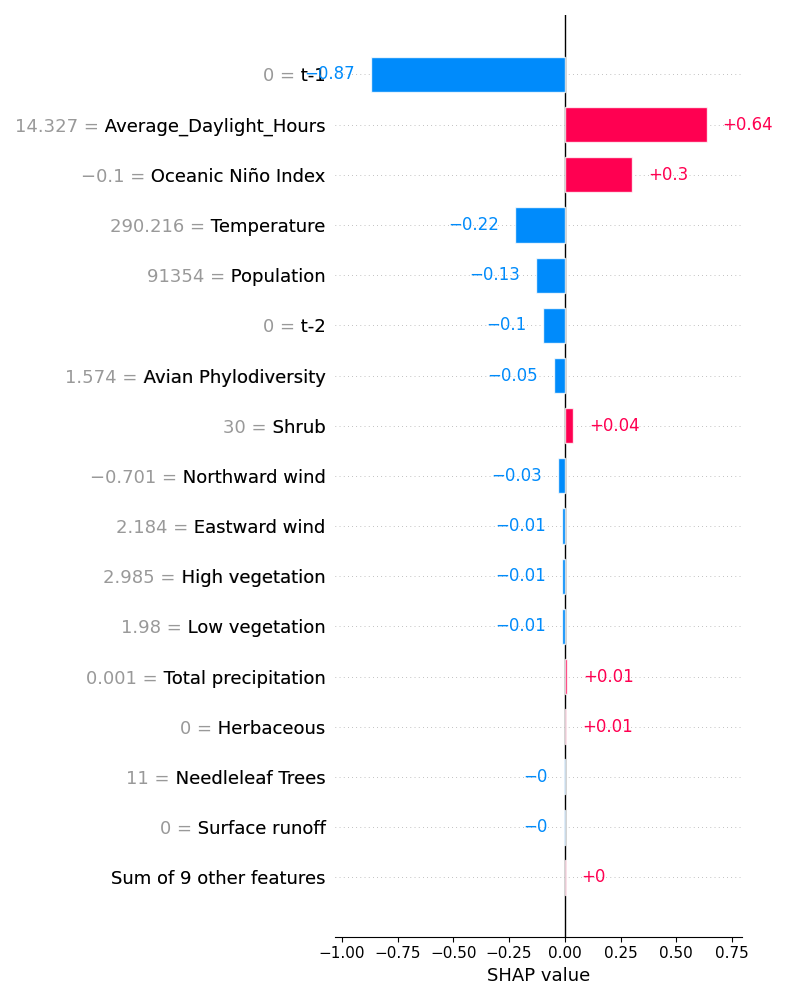 0 = t-1 −0.87
14.327 = Average_Daylight_Hours +0.64
−0.1 = Oceanic Niño Index +0.3
290.216 = Temperature −0.22
91354 = Population −0.13
0 = t-2 −0.1
1.574 = Avian Phylodiversity −0.05
30 = Shrub +0.04
−0.701 = Northward wind −0.03
2.184 = Eastward wind −0.01
2.985 = High vegetation −0.01
1.98 = Low vegetation −0.01
0.001 = Total precipitation +0.01
0 = Herbaceous +0.01
11 = Needleleaf Trees −0
0 = Surface runoff −0
Sum of 9 other features +0
−1.00 −0.75 −0.50 −0.25 0.00 0.25 0.50 0.75
SHAP value